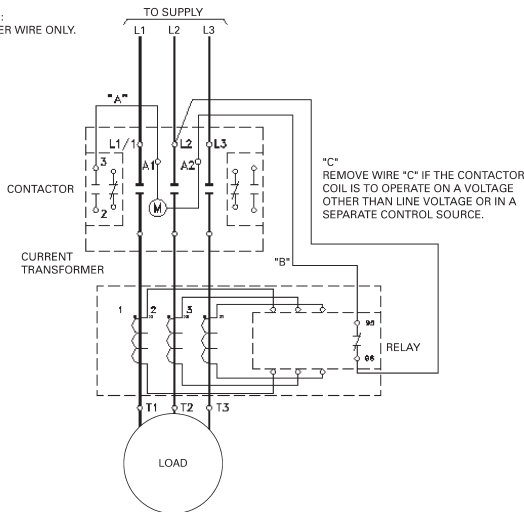 :
ER WIRE ONLY.
TO SUPPLY
L1 L2 L3
"A"
L1/1 L2 L3
3 A1 A2
CONTACTOR
M
2
"C"
REMOVE WIRE "C" IF THE CONTACTOR
COIL IS TO OPERATE ON A VOLTAGE
OTHER THAN LINE VOLTAGE OR IN A
SEPARATE CONTROL SOURCE.
CURRENT
TRANSFORMER
"B"
1 2 3
95
RELAY
96
T1 T2 T3
LOAD